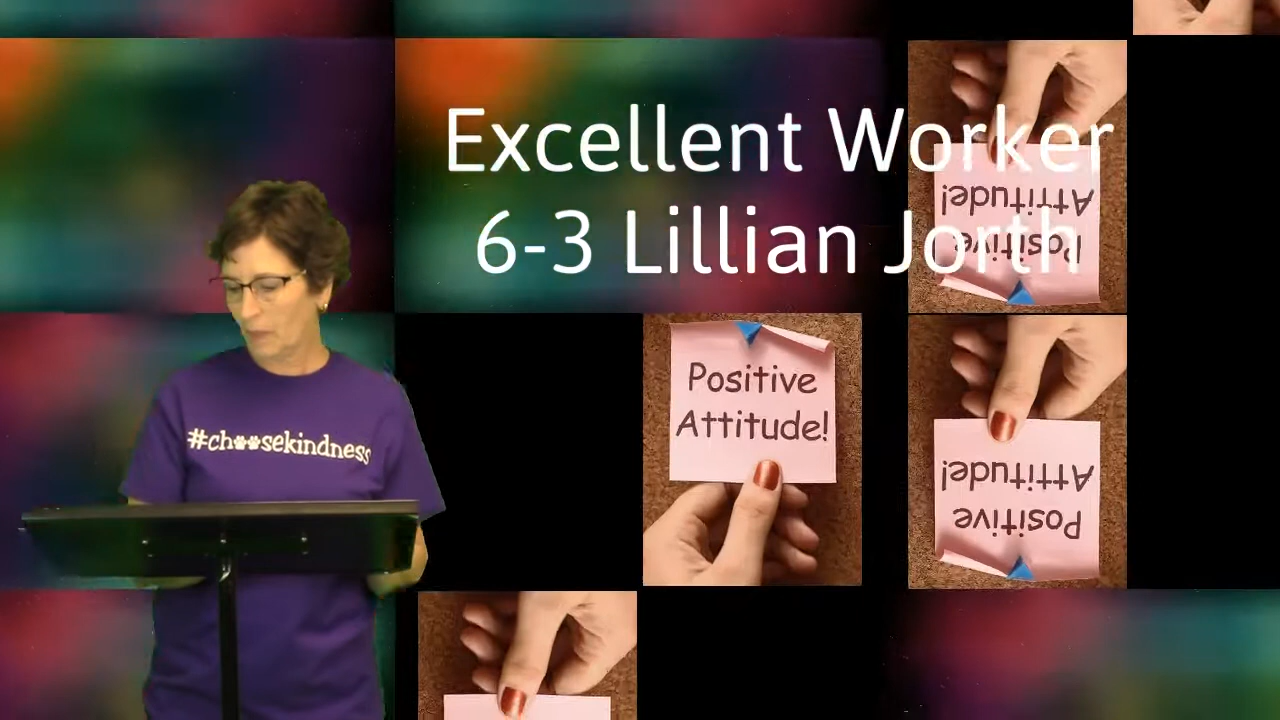 Excellent Worker
6-3 Lillian Jorth
Positive
Attitude!
#choosekindness
Positive
Attitude!
Positive
Attitude!